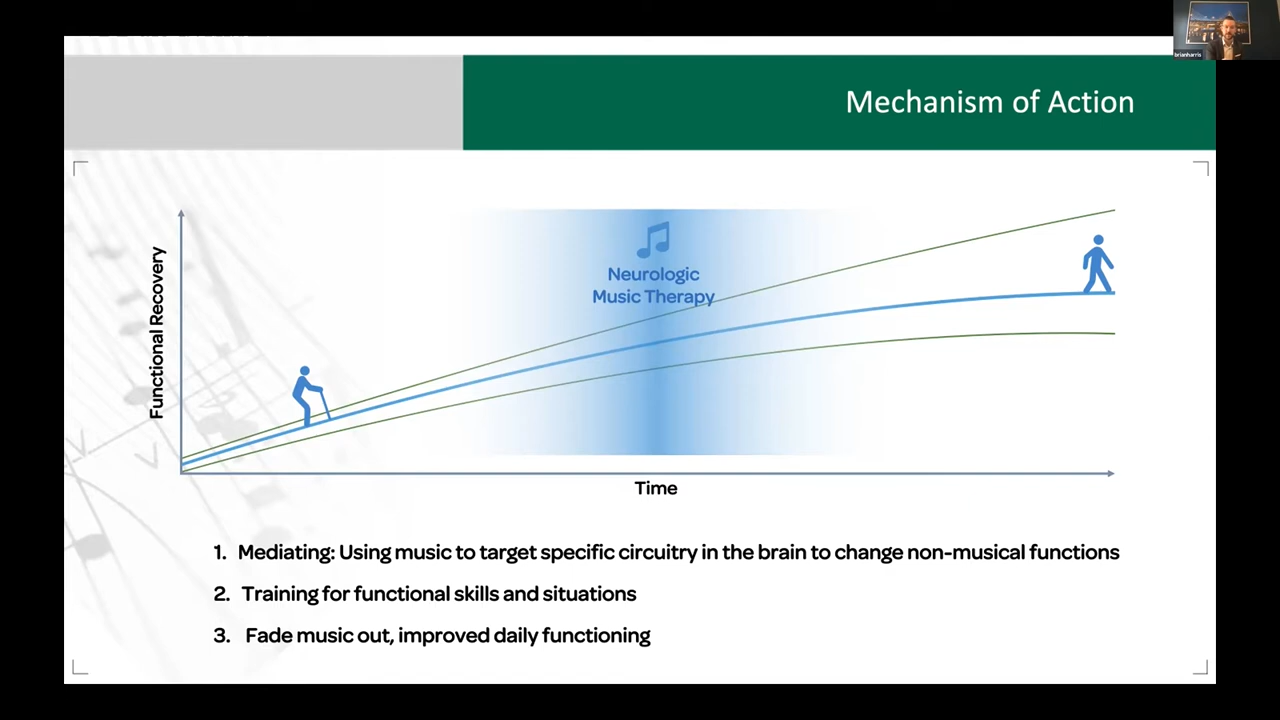 brianharris
Mechanism of Action
Neurologic
Music Therapy
Functional Recovery
Time
1. Mediating: Using music to target specific circuitry in the brain to change non-musical functions
2. Training for functional skills and situations
3. Fade music out, improved daily functioning